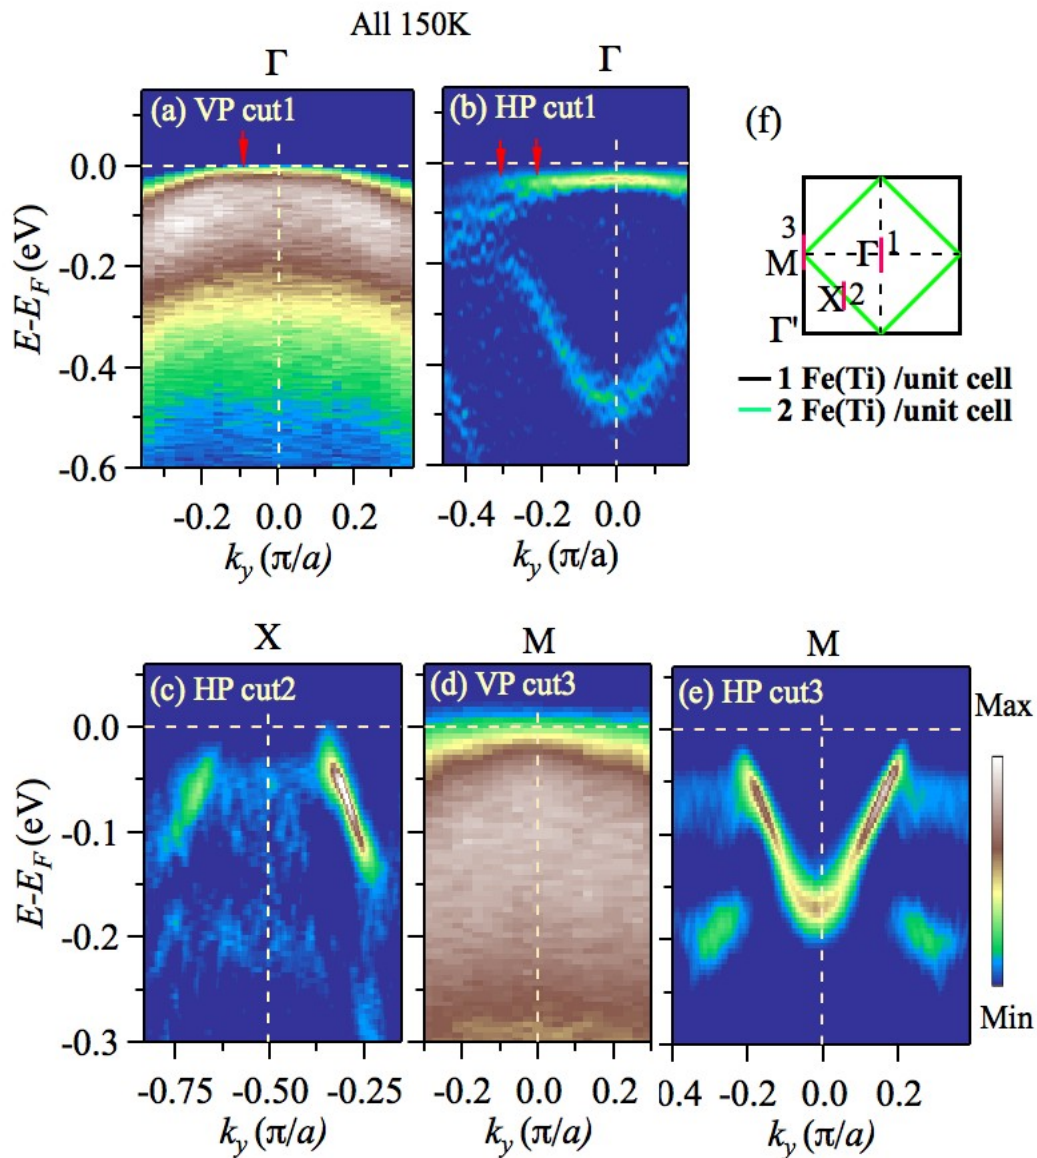 All 150K
Γ Γ
(a) VP cut1
(b) HP cut1
(f)
E-E_F (eV)
0.0
-0.2
-0.4
-0.6
-0.2 0.0 0.2
k_y (π/a)
-0.4 -0.2 0.0
k_y (π/a)
3
M Γ 1
X 2
Γ'
1 Fe(Ti) /unit cell
2 Fe(Ti) /unit cell
X M M
(c) HP cut2
(d) VP cut3
(e) HP cut3
E-E_F (eV)
0.0
-0.1
-0.2
-0.3
-0.75 -0.50 -0.25
k_y (π/a)
-0.2 0.0 0.2
k_y (π/a)
0.4 -0.2 0.0 0.2
k_y (π/a)
Max
Min